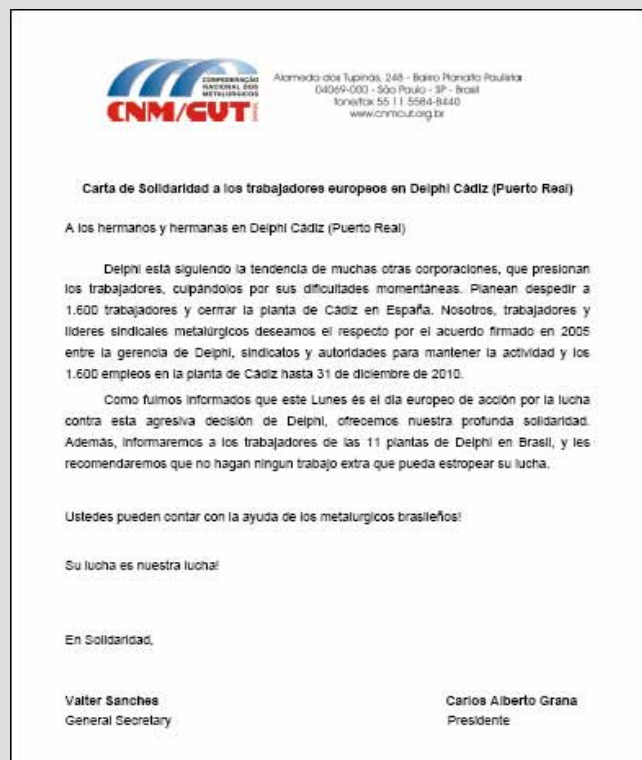 CONFEDERAÇÃO
NACIONAL DOS
METALÚRGICOS
CNM/CUT
BRASIL
Alameda dos Tupinás, 248 - Bairro Planalto Paulista
04069-000 - São Paulo - SP - Brasil
fone/fax 55 11 5584-8440
www.cnmcut.org.br
Carta de Solidaridad a los trabajadores europeos en Delphi Cádiz (Puerto Real)
A los hermanos y hermanas en Delphi Cádiz (Puerto Real)
Delphi está siguiendo la tendencia de muchas otras corporaciones, que presionan
los trabajadores, culpándolos por sus dificultades momentáneas. Planean despedir a
1.600 trabajadores y cerrrar la planta de Cádiz en España. Nosotros, trabajadores y
líderes sindicales metalúrgicos deseamos el respecto por el acuerdo firmado en 2005
entre la gerencia de Delphi, sindicatos y autoridades para mantener la actividad y los
1.600 empleos en la planta de Cádiz hasta 31 de diciembre de 2010.
Como fuimos informados que este Lunes és el día europeo de acción por la lucha
contra esta agresiva decisión de Delphi, ofrecemos nuestra profunda solidaridad.
Además, informaremos a los trabajadores de las 11 plantas de Delphi en Brasil, y les
recomendaremos que no hagan ningun trabajo extra que pueda estropear su lucha.
Ustedes pueden contar con la ayuda de los metalurgicos brasileños!
Su lucha es nuestra lucha!
En Solidaridad,
Valter Sanches Carlos Alberto Grana
General Secretary Presidente